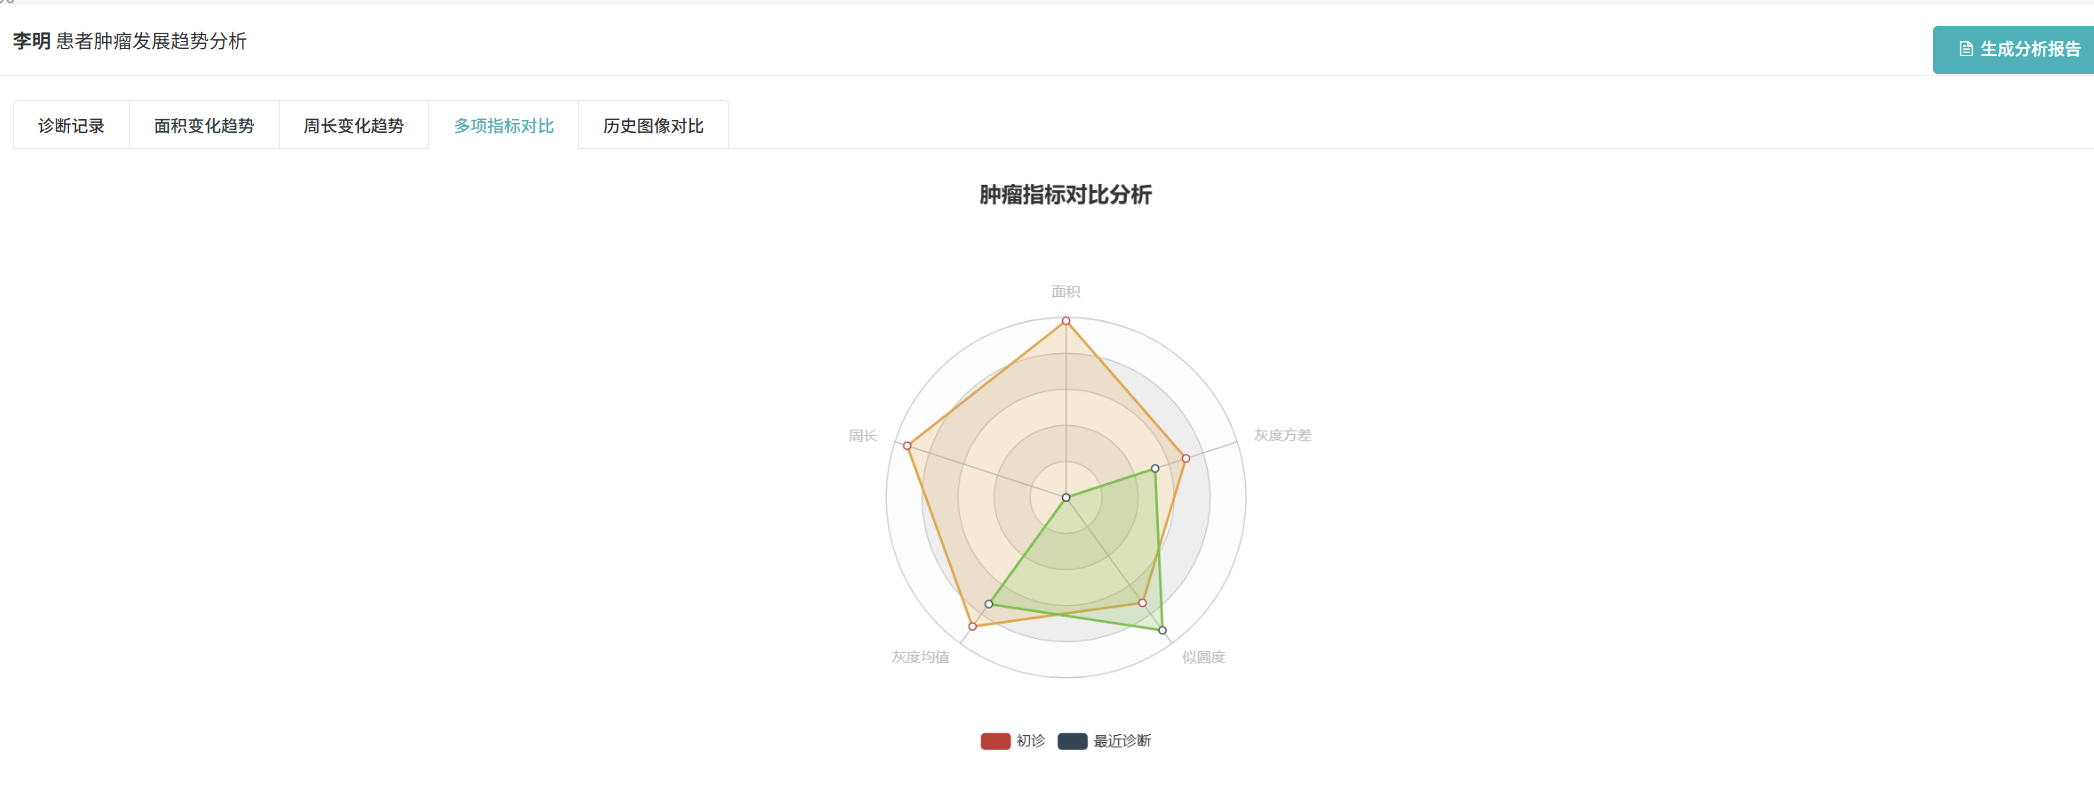 李明 患者肿瘤发展趋势分析
生成分析报告
诊断记录 面积变化趋势 周长变化趋势 多项指标对比 历史图像对比
肿瘤指标对比分析
面积
周长
灰度方差
灰度均值
似圆度
初诊 最近诊断